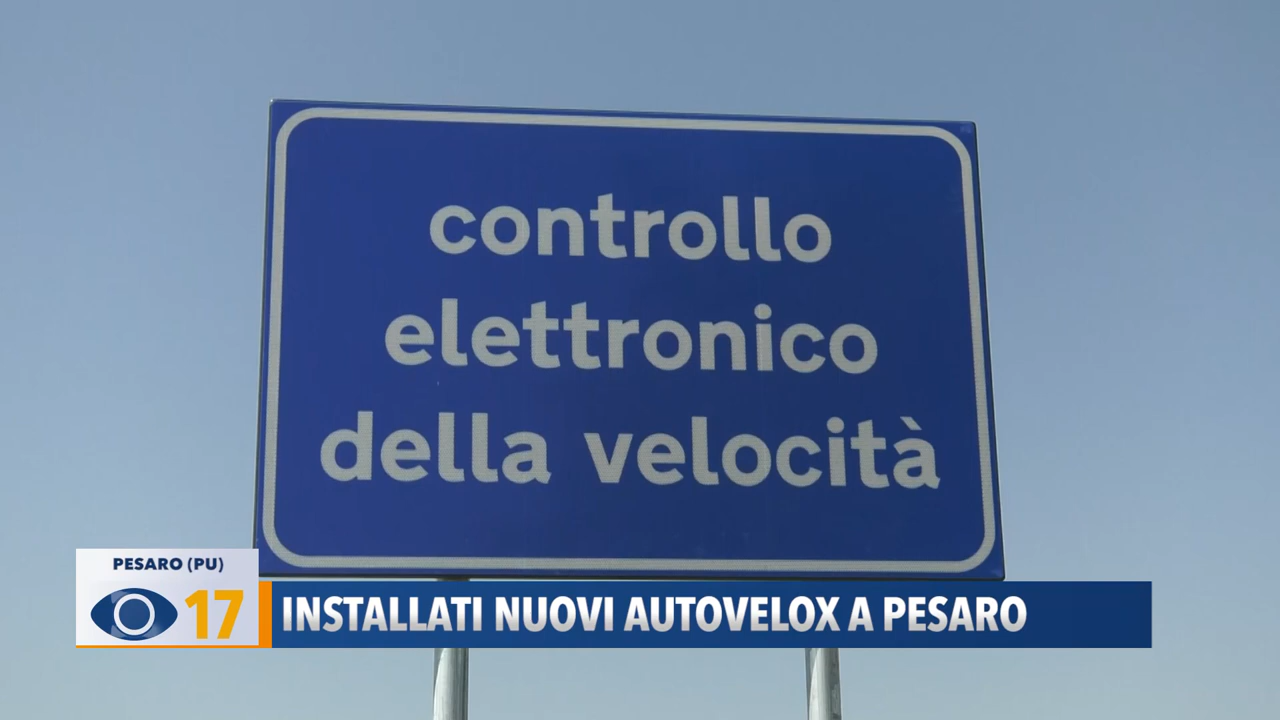 controllo
elettronico
della velocità
PESARO (PU)
17
INSTALLATI NUOVI AUTOVELOX A PESARO